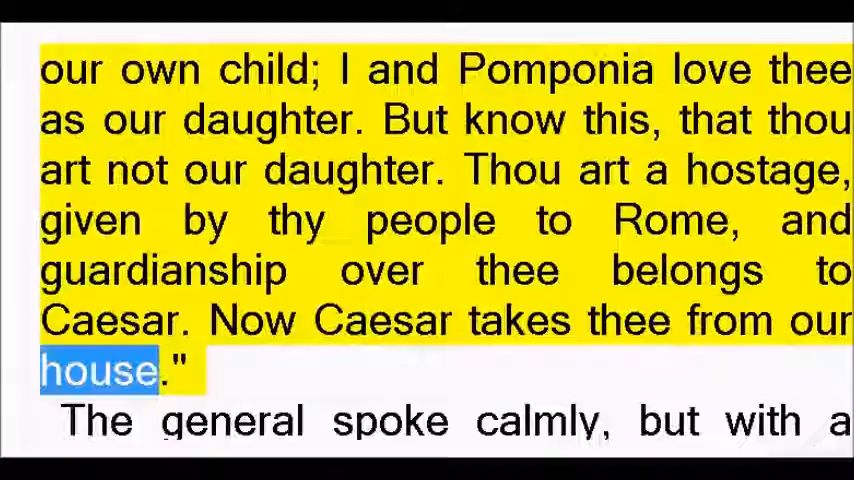 our own child; I and Pomponia love thee
as our daughter. But know this, that thou
art not our daughter. Thou art a hostage,
given by thy people to Rome, and
guardianship over thee belongs to
Caesar. Now Caesar takes thee from our
house."
The general spoke calmly, but with a